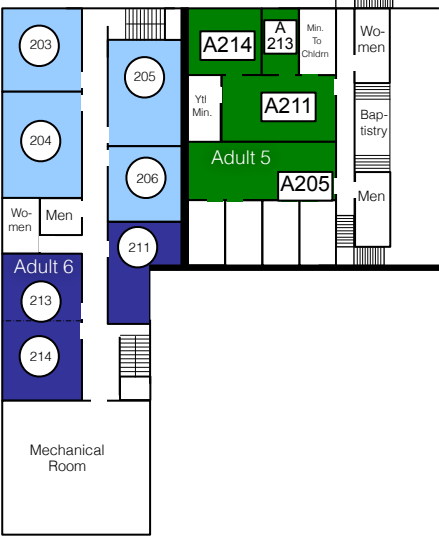 203
205
204
206
Wo-
men
Men
211
Adult 6
213
214
Mechanical
Room
A214
A
213
Min.
To
Chldrn
Wo-
men
Ytl
Min.
A211
Bap-
tistry
Adult 5
A205
Men